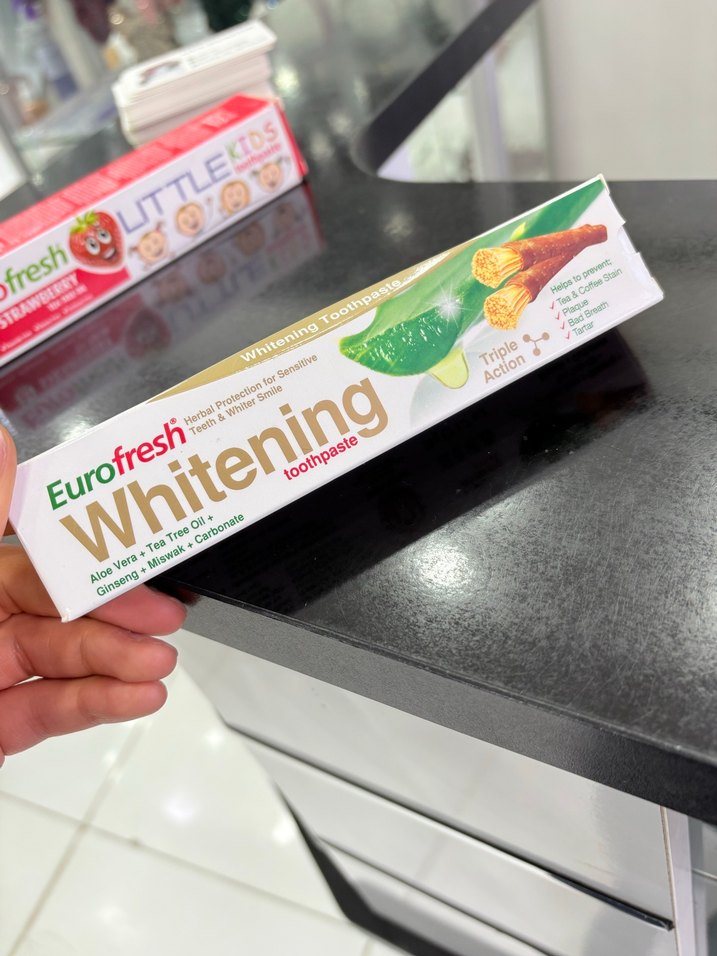 LITTLE KIDS
toothpaste
ofresh
STRAWBERRY
Whitening Toothpaste
Eurofresh®
Herbal Protection for Sensitive
Teeth & Whiter Smile
Whitening
toothpaste
Aloe Vera + Tea Tree Oil +
Ginseng + Miswak + Carbonate
Triple
Action
Helps to prevent;
Tea & Coffee Stain
Plaque
Bad Breath
Tartar